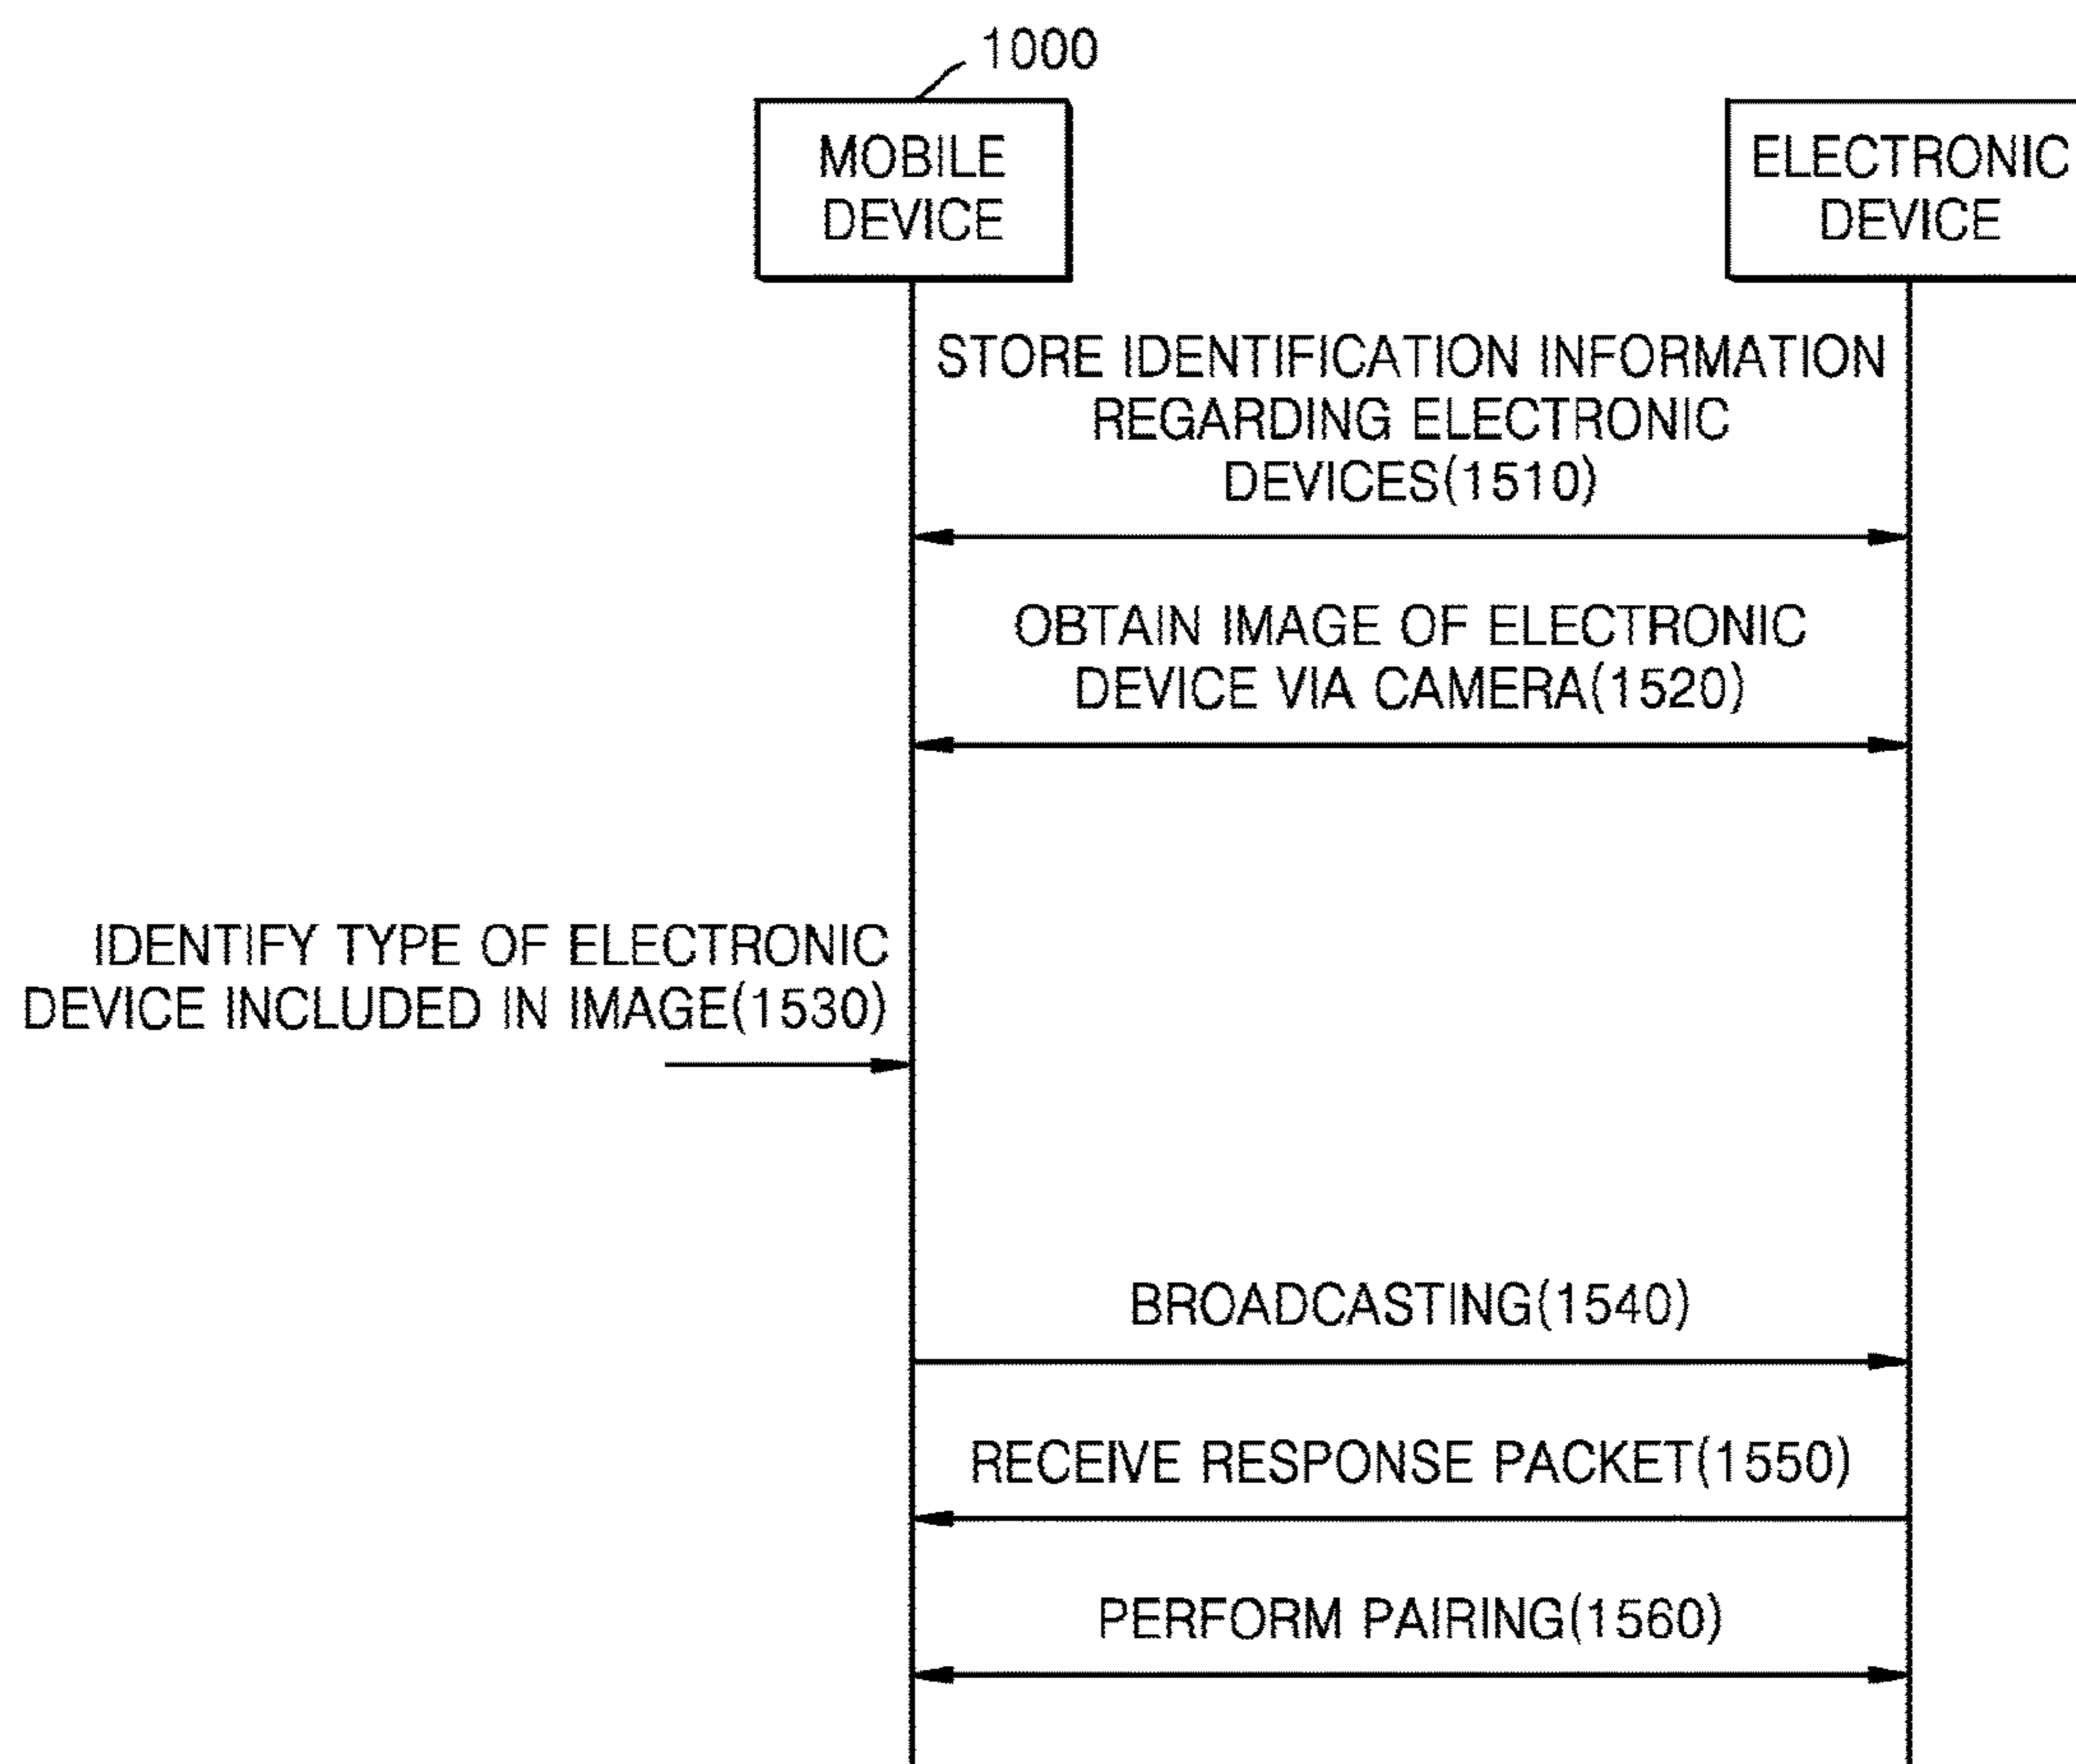 1000
MOBILE
DEVICE
ELECTRONIC
DEVICE
STORE IDENTIFICATION INFORMATION
REGARDING ELECTRONIC
DEVICES(1510)
OBTAIN IMAGE OF ELECTRONIC
DEVICE VIA CAMERA(1520)
IDENTIFY TYPE OF ELECTRONIC
DEVICE INCLUDED IN IMAGE(1530)
BROADCASTING(1540)
RECEIVE RESPONSE PACKET(1550)
PERFORM PAIRING(1560)